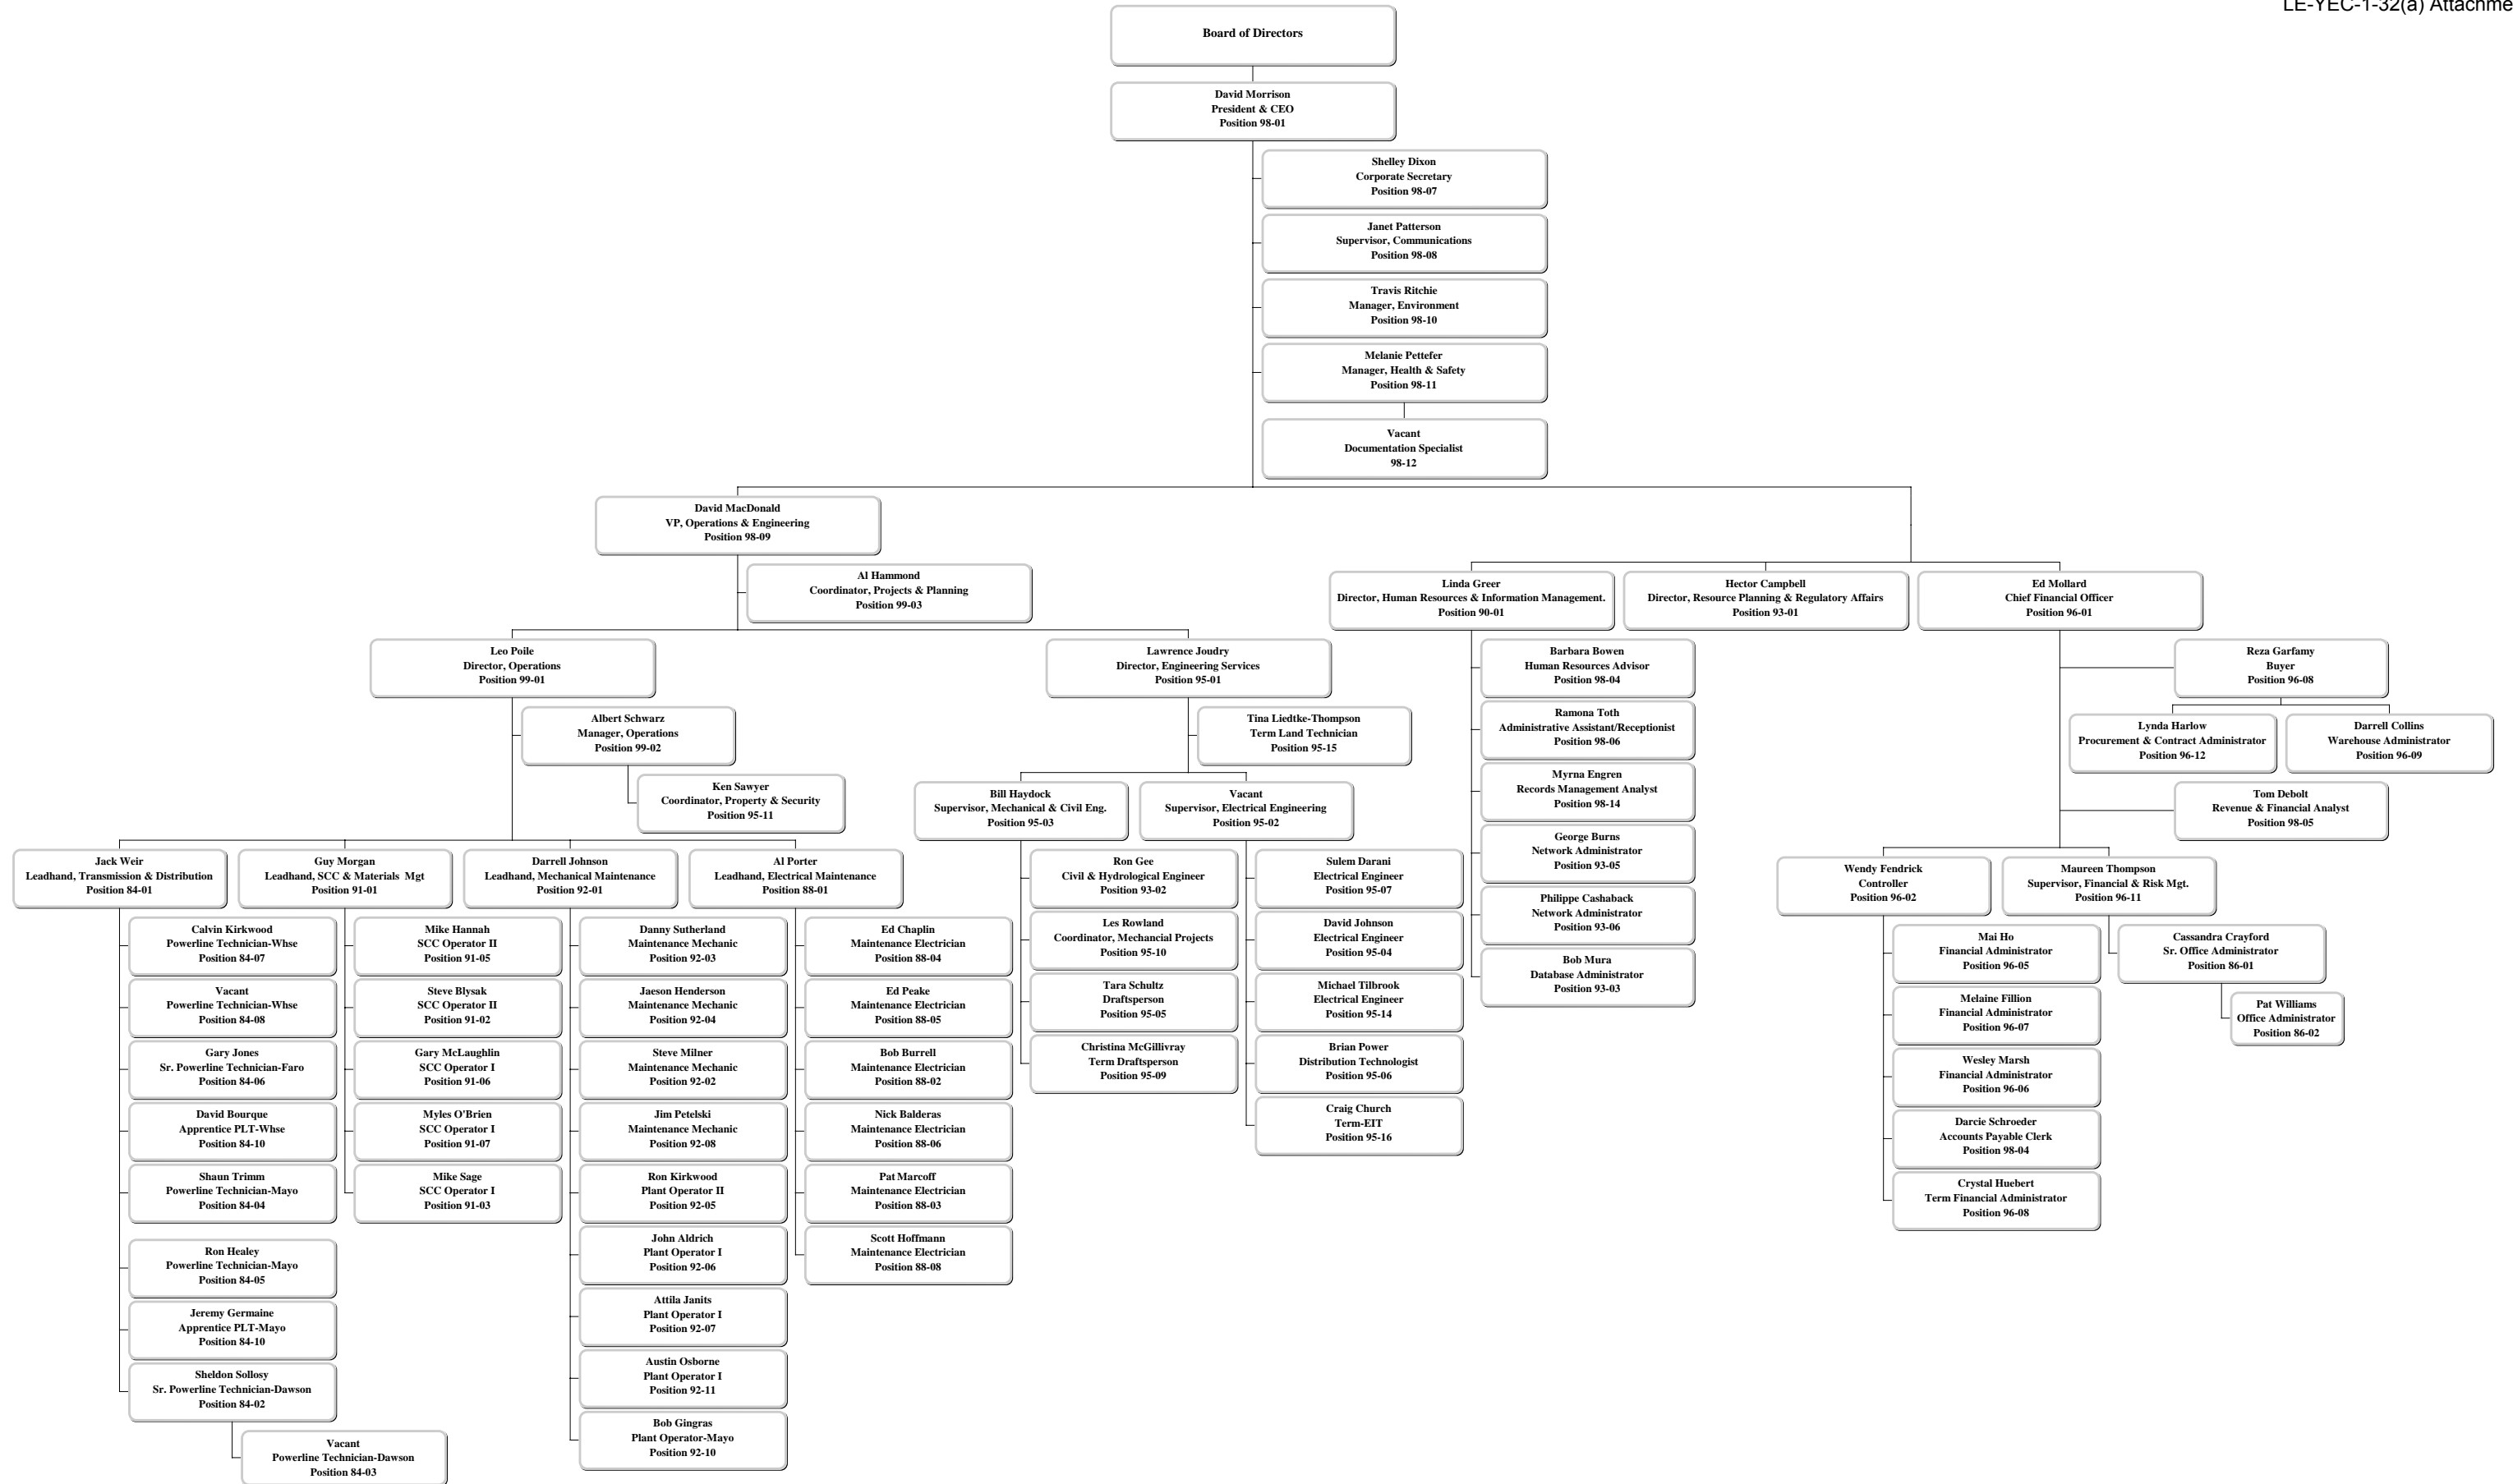 LE-YEC-1-32(a) Attachme
Board of Directors
David Morrison
President & CEO
Position 98-01
Shelley Dixon
Corporate Secretary
Position 98-07
Janet Patterson
Supervisor, Communications
Position 98-08
Travis Ritchie
Manager, Environment
Position 98-10
Melanie Pettefer
Manager, Health & Safety
Position 98-11
Vacant
Documentation Specialist
98-12
David MacDonald
VP, Operations & Engineering
Position 98-09
Al Hammond
Coordinator, Projects & Planning
Position 99-03
Leo Poile
Director, Operations
Position 99-01
Albert Schwarz
Manager, Operations
Position 99-02
Ken Sawyer
Coordinator, Property & Security
Position 95-11
Jack Weir
Leadhand, Transmission & Distribution
Position 84-01
Calvin Kirkwood
Powerline Technician-Whse
Position 84-07
Vacant
Powerline Technician-Whse
Position 84-08
Gary Jones
Sr. Powerline Technician-Faro
Position 84-06
David Bourque
Apprentice PLT-Whse
Position 84-10
Shaun Trimm
Powerline Technician-Mayo
Position 84-04
Ron Healey
Powerline Technician-Mayo
Position 84-05
Jeremy Germaine
Apprentice PLT-Mayo
Position 84-10
Sheldon Sollosy
Sr. Powerline Technician-Dawson
Position 84-02
Vacant
Powerline Technician-Dawson
Position 84-03
Guy Morgan
Leadhand, SCC & Materials Mgt
Position 91-01
Mike Hannah
SCC Operator II
Position 91-05
Steve Blysak
SCC Operator II
Position 91-02
Gary McLaughlin
SCC Operator I
Position 91-06
Myles O'Brien
SCC Operator I
Position 91-07
Mike Sage
SCC Operator I
Position 91-03
Darrell Johnson
Leadhand, Mechanical Maintenance
Position 92-01
Danny Sutherland
Maintenance Mechanic
Position 92-03
Jaeson Henderson
Maintenance Mechanic
Position 92-04
Steve Milner
Maintenance Mechanic
Position 92-02
Jim Petelski
Maintenance Mechanic
Position 92-08
Ron Kirkwood
Plant Operator II
Position 92-05
John Aldrich
Plant Operator I
Position 92-06
Attila Janits
Plant Operator I
Position 92-07
Austin Osborne
Plant Operator I
Position 92-11
Bob Gingras
Plant Operator-Mayo
Position 92-10
Al Porter
Leadhand, Electrical Maintenance
Position 88-01
Ed Chaplin
Maintenance Electrician
Position 88-04
Ed Peake
Maintenance Electrician
Position 88-05
Bob Burrell
Maintenance Electrician
Position 88-02
Nick Balderas
Maintenance Electrician
Position 88-06
Pat Marcoff
Maintenance Electrician
Position 88-03
Scott Hoffmann
Maintenance Electrician
Position 88-08
Lawrence Joudry
Director, Engineering Services
Position 95-01
Tina Liedtke-Thompson
Term Land Technician
Position 95-15
Bill Haydock
Supervisor, Mechanical & Civil Eng.
Position 95-03
Ron Gee
Civil & Hydrological Engineer
Position 93-02
Les Rowland
Coordinator, Mechancial Projects
Position 95-10
Tara Schultz
Draftsperson
Position 95-05
Christina McGillivray
Term Draftsperson
Position 95-09
Vacant
Supervisor, Electrical Engineering
Position 95-02
Sulem Darani
Electrical Engineer
Position 95-07
David Johnson
Electrical Engineer
Position 95-04
Michael Tilbrook
Electrical Engineer
Position 95-14
Brian Power
Distribution Technologist
Position 95-06
Craig Church
Term-EIT
Position 95-16
Linda Greer
Director, Human Resources & Information Management.
Position 90-01
Barbara Bowen
Human Resources Advisor
Position 98-04
Ramona Toth
Administrative Assistant/Receptionist
Position 98-06
Myrna Engren
Records Management Analyst
Position 98-14
George Burns
Network Administrator
Position 93-05
Philippe Cashaback
Network Administrator
Position 93-06
Bob Mura
Database Administrator
Position 93-03
Hector Campbell
Director, Resource Planning & Regulatory Affairs
Position 93-01
Ed Mollard
Chief Financial Officer
Position 96-01
Reza Garfamy
Buyer
Position 96-08
Lynda Harlow
Procurement & Contract Administrator
Position 96-12
Darrell Collins
Warehouse Administrator
Position 96-09
Tom Debolt
Revenue & Financial Analyst
Position 98-05
Wendy Fendrick
Controller
Position 96-02
Mai Ho
Financial Administrator
Position 96-05
Melaine Fillion
Financial Administrator
Position 96-07
Wesley Marsh
Financial Administrator
Position 96-06
Darcie Schroeder
Accounts Payable Clerk
Position 98-04
Crystal Huebert
Term Financial Administrator
Position 96-08
Maureen Thompson
Supervisor, Financial & Risk Mgt.
Position 96-11
Cassandra Crayford
Sr. Office Administrator
Position 86-01
Pat Williams
Office Administrator
Position 86-02